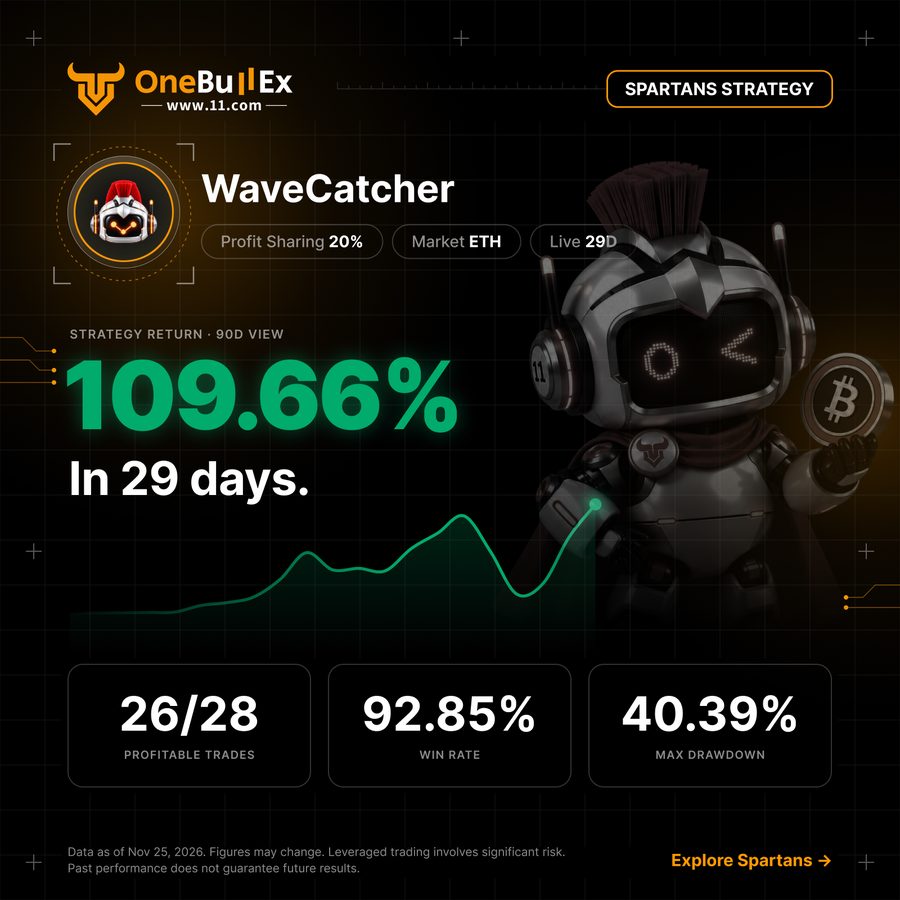 OneBullEx
www.11.com
SPARTANS STRATEGY
WaveCatcher
Profit Sharing 20%
Market ETH
Live 29D
STRATEGY RETURN · 90D VIEW
109.66%
In 29 days.
11
26/28
PROFITABLE TRADES
92.85%
WIN RATE
40.39%
MAX DRAWDOWN
Data as of Nov 25, 2026. Figures may change. Leveraged trading involves significant risk.
Past performance does not guarantee future results.
Explore Spartans →